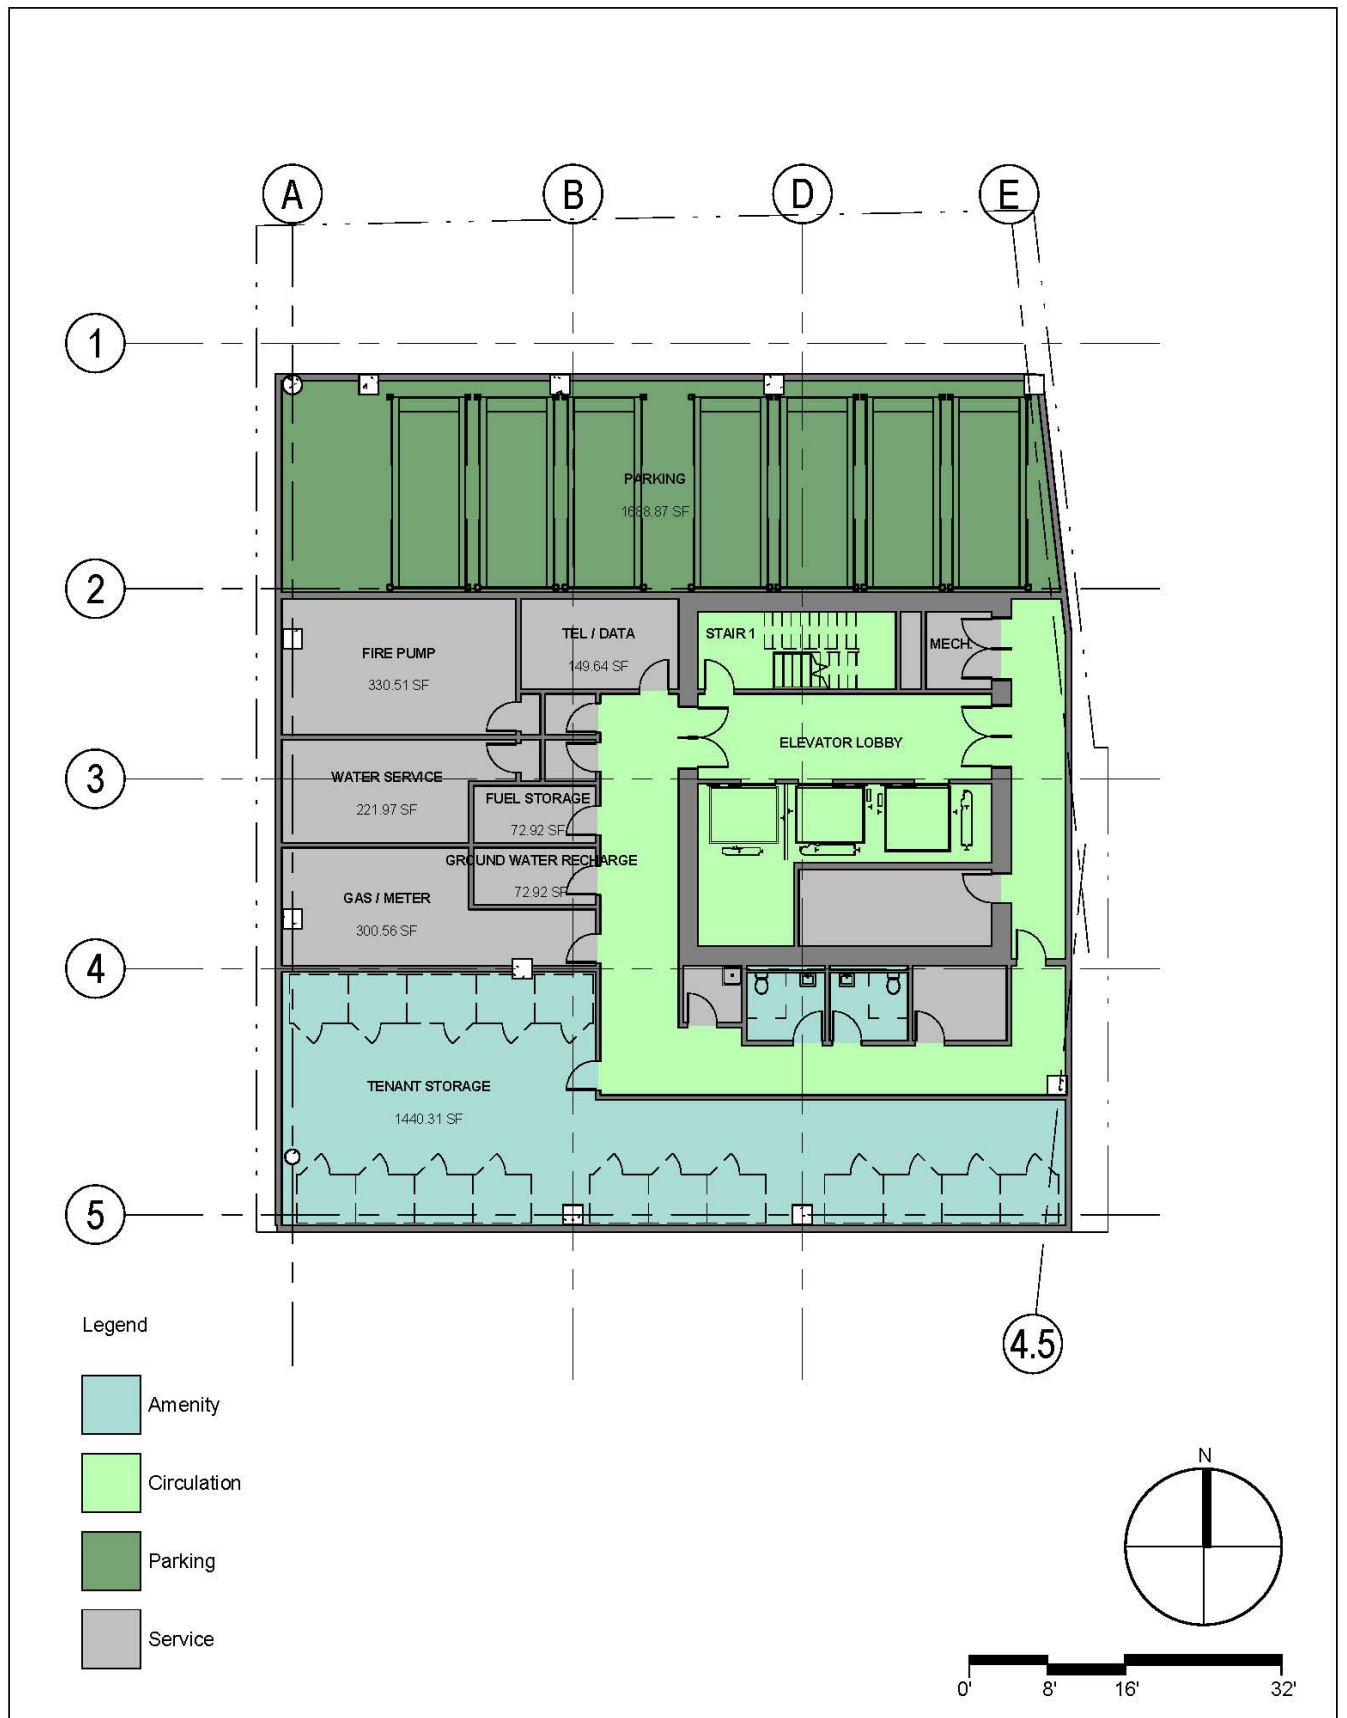 A
B
D
E
1
PARKING
1688.87 SF
2
TEL / DATA
149.64 SF
STAIR 1
MECH.
FIRE PUMP
330.51 SF
ELEVATOR LOBBY
3
WATER SERVICE
221.97 SF
FUEL STORAGE
72.92 SF
GROUND WATER RECHARGE
72.92 SF
GAS / METER
300.56 SF
4
TENANT STORAGE
1440.31 SF
5
4.5
Legend
Amenity
Circulation
Parking
Service
N
0' 8' 16' 32'